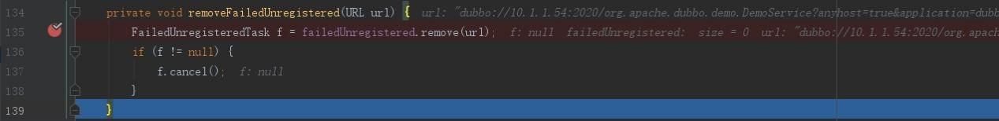 134 private void removeFailedUnregistered(URL url) { url: "dubbo://10.1.1.54:2020/org.apache.dubbo.demo.DemoService?anyhost=true&application=dubb
135 FailedUnregisteredTask f = failedUnregistered.remove(url); f: null failedUnregistered: size = 0 url: "dubbo://10.1.1.54:2020/org.apach
136 if (f != null) {
137 f.cancel(); f: null
138 }
139 }